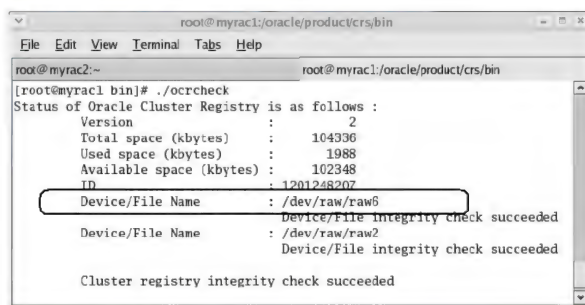 root@myrac1:/oracle/product/crs/bin
File Edit View Terminal Tabs Help
root@myrac2:~ root@myrac1:/oracle/product/crs/bin
[root@myrac1 bin]# ./ocrcheck
Status of Oracle Cluster Registry is as follows :
Version : 2
Total space (kbytes) : 104336
Used space (kbytes) : 1988
Available space (kbytes) : 102348
ID : 1201248207
Device/File Name : /dev/raw/raw6
Device/File integrity check succeeded
Device/File Name : /dev/raw/raw2
Device/File integrity check succeeded
Cluster registry integrity check succeeded